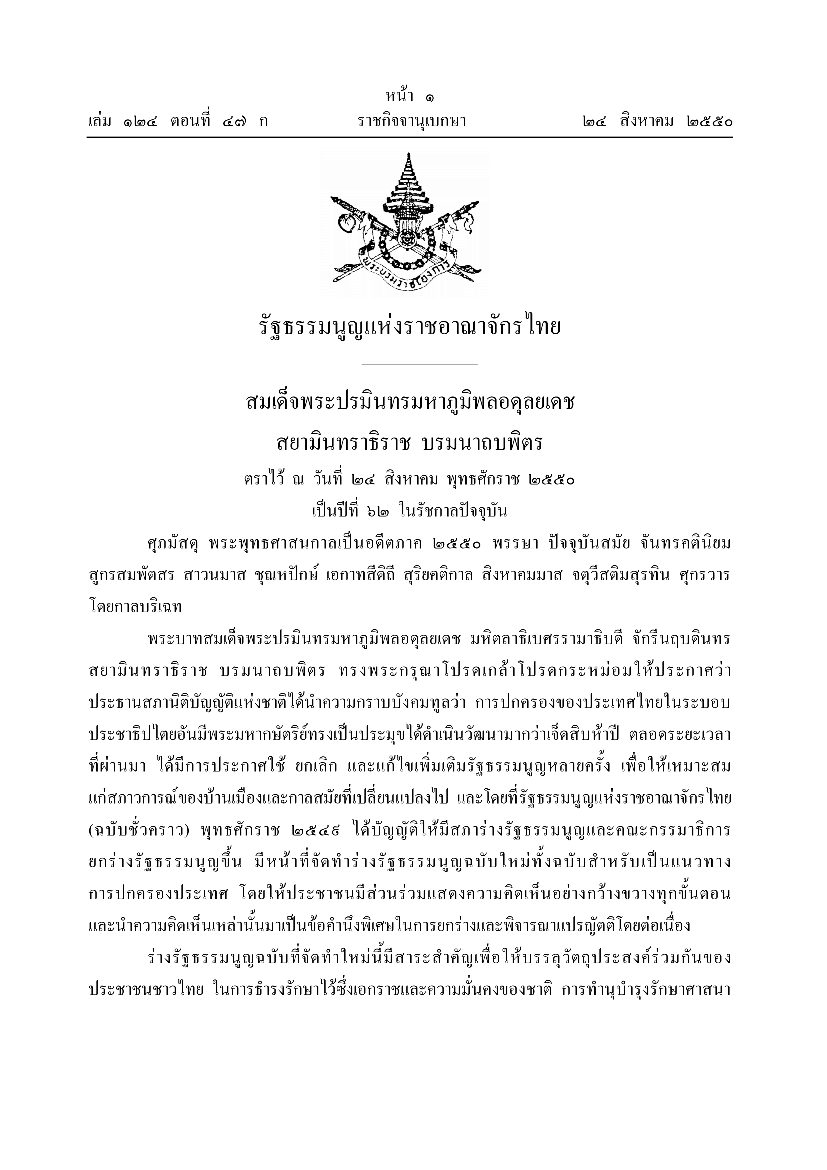 หน้า ๑
เล่ม ๑๒๔ ตอนที่ ๔๗ ก ราชกิจจานุเบกษา ๒๔ สิงหาคม ๒๕๕๐
พระบรมราชโองการ
รัฐธรรมนูญแห่งราชอาณาจักรไทย
สมเด็จพระปรมินทรมหาภูมิพลอดุลยเดช
สยามินทราธิราช บรมนาถบพิตร
ตราไว้ ณ วันที่ ๒๔ สิงหาคม พุทธศักราช ๒๕๕๐
เป็นปีที่ ๖๒ ในรัชกาลปัจจุบัน
ศุภมัสดุ พระพุทธศาสนกาลเป็นอดีตภาค ๒๕๕๐ พรรษา ปัจจุบันสมัย จันทรคตินิยม
สูกรสมพัตสร สาวนมาส ชุณหปักษ์ เอกาทสีดิถี สุริยคติกาล สิงหาคมมาส จตุวีสติมสุรทิน ศุกรวาร
โดยกาลบริเฉท
พระบาทสมเด็จพระปรมินทรมหาภูมิพลอดุลยเดช มหิตลาธิเบศรรามาธิบดี จักรีนฤบดินทร
สยามินทราธิราช บรมนาถบพิตร ทรงพระกรุณาโปรดเกล้าโปรดกระหม่อมให้ประกาศว่า
ประธานสภานิติบัญญัติแห่งชาติได้นำความกราบบังคมทูลว่า การปกครองของประเทศไทยในระบอบ
ประชาธิปไตยอันมีพระมหากษัตริย์ทรงเป็นประมุขได้ดำเนินวัฒนามากว่าเจ็ดสิบห้าปี ตลอดระยะเวลา
ที่ผ่านมา ได้มีการประกาศใช้ ยกเลิก และแก้ไขเพิ่มเติมรัฐธรรมนูญหลายครั้ง เพื่อให้เหมาะสม
แก่สภาวการณ์ของบ้านเมืองและกาลสมัยที่เปลี่ยนแปลงไป และโดยที่รัฐธรรมนูญแห่งราชอาณาจักรไทย
(ฉบับชั่วคราว) พุทธศักราช ๒๕๔๙ ได้บัญญัติให้มีสภาร่างรัฐธรรมนูญและคณะกรรมาธิการ
ยกร่างรัฐธรรมนูญขึ้น มีหน้าที่จัดทำร่างรัฐธรรมนูญฉบับใหม่ทั้งฉบับสำหรับเป็นแนวทาง
การปกครองประเทศ โดยให้ประชาชนมีส่วนร่วมแสดงความคิดเห็นอย่างกว้างขวางทุกขั้นตอน
และนำความคิดเห็นเหล่านั้นมาเป็นข้อคำนึงพิเศษในการยกร่างและพิจารณาแปรญัตติโดยต่อเนื่อง
ร่างรัฐธรรมนูญฉบับที่จัดทำใหม่นี้มีสาระสำคัญเพื่อให้บรรลุวัตถุประสงค์ร่วมกันของ
ประชาชนชาวไทย ในการธำรงรักษาไว้ซึ่งเอกราชและความมั่นคงของชาติ การทำนุบำรุงรักษาศาสนา